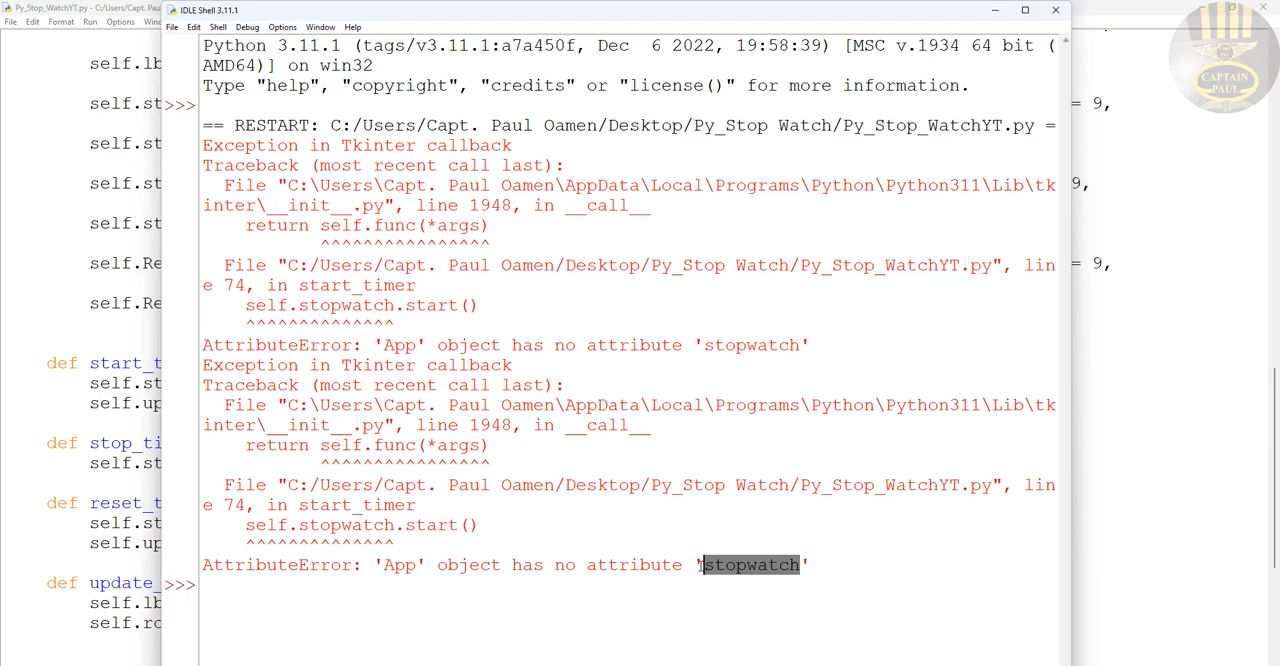 Py_Stop_WatchYT.py - C:/Users/Capt. Paul
File Edit Format Run Options
IDLE Shell 3.11.1
File Edit Shell Debug Options Window Help
Python 3.11.1 (tags/v3.11.1:a7a450f, Dec  6 2022, 19:58:39) [MSC v.1934 64 bit (
AMD64)] on win32
Type "help", "copyright", "credits" or "license()" for more information.
>>>
== RESTART: C:/Users/Capt. Paul Oamen/Desktop/Py_Stop Watch/Py_Stop_WatchYT.py =
Exception in Tkinter callback
Traceback (most recent call last):
  File "C:\Users\Capt. Paul Oamen\AppData\Local\Programs\Python\Python311\Lib\tk
inter\__init__.py", line 1948, in __call__
    return self.func(*args)
           ^^^^^^^^^^^^^^^^
  File "C:/Users/Capt. Paul Oamen/Desktop/Py_Stop Watch/Py_Stop_WatchYT.py", lin
e 74, in start_timer
    self.stopwatch.start()
    ^^^^^^^^^^^^^^
AttributeError: 'App' object has no attribute 'stopwatch'
Exception in Tkinter callback
Traceback (most recent call last):
  File "C:\Users\Capt. Paul Oamen\AppData\Local\Programs\Python\Python311\Lib\tk
inter\__init__.py", line 1948, in __call__
    return self.func(*args)
           ^^^^^^^^^^^^^^^^
  File "C:/Users/Capt. Paul Oamen/Desktop/Py_Stop Watch/Py_Stop_WatchYT.py", lin
e 74, in start_timer
    self.stopwatch.start()
    ^^^^^^^^^^^^^^
AttributeError: 'App' object has no attribute 'stopwatch'
>>>
self.lb
self.st
self.st
self.st
self.st
self.Re
self.Re
def start_t
self.st
self.up
def stop_ti
self.st
def reset_t
self.st
self.up
def update_
self.lb
self.ro
= 9,
9,
= 9,
CAPTAIN
PAUL